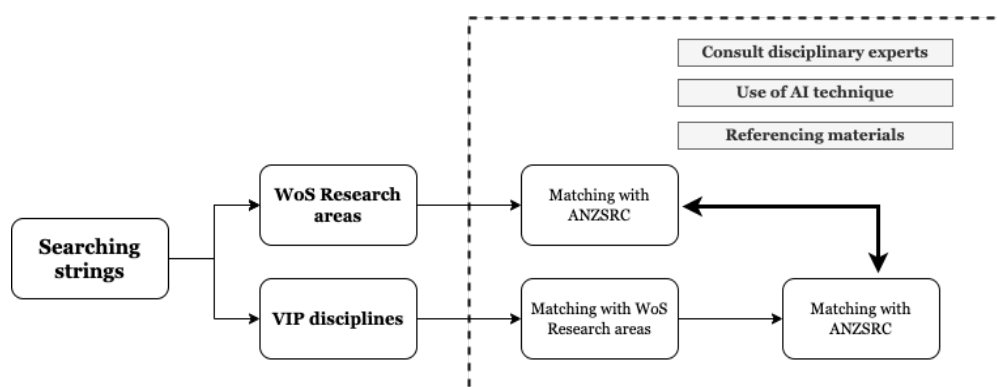 Consult disciplinary experts
Use of AI technique
Referencing materials
WoS Research
areas
Matching with
ANZSRC
Searching
strings
VIP disciplines
Matching with WoS
Research areas
Matching with
ANZSRC